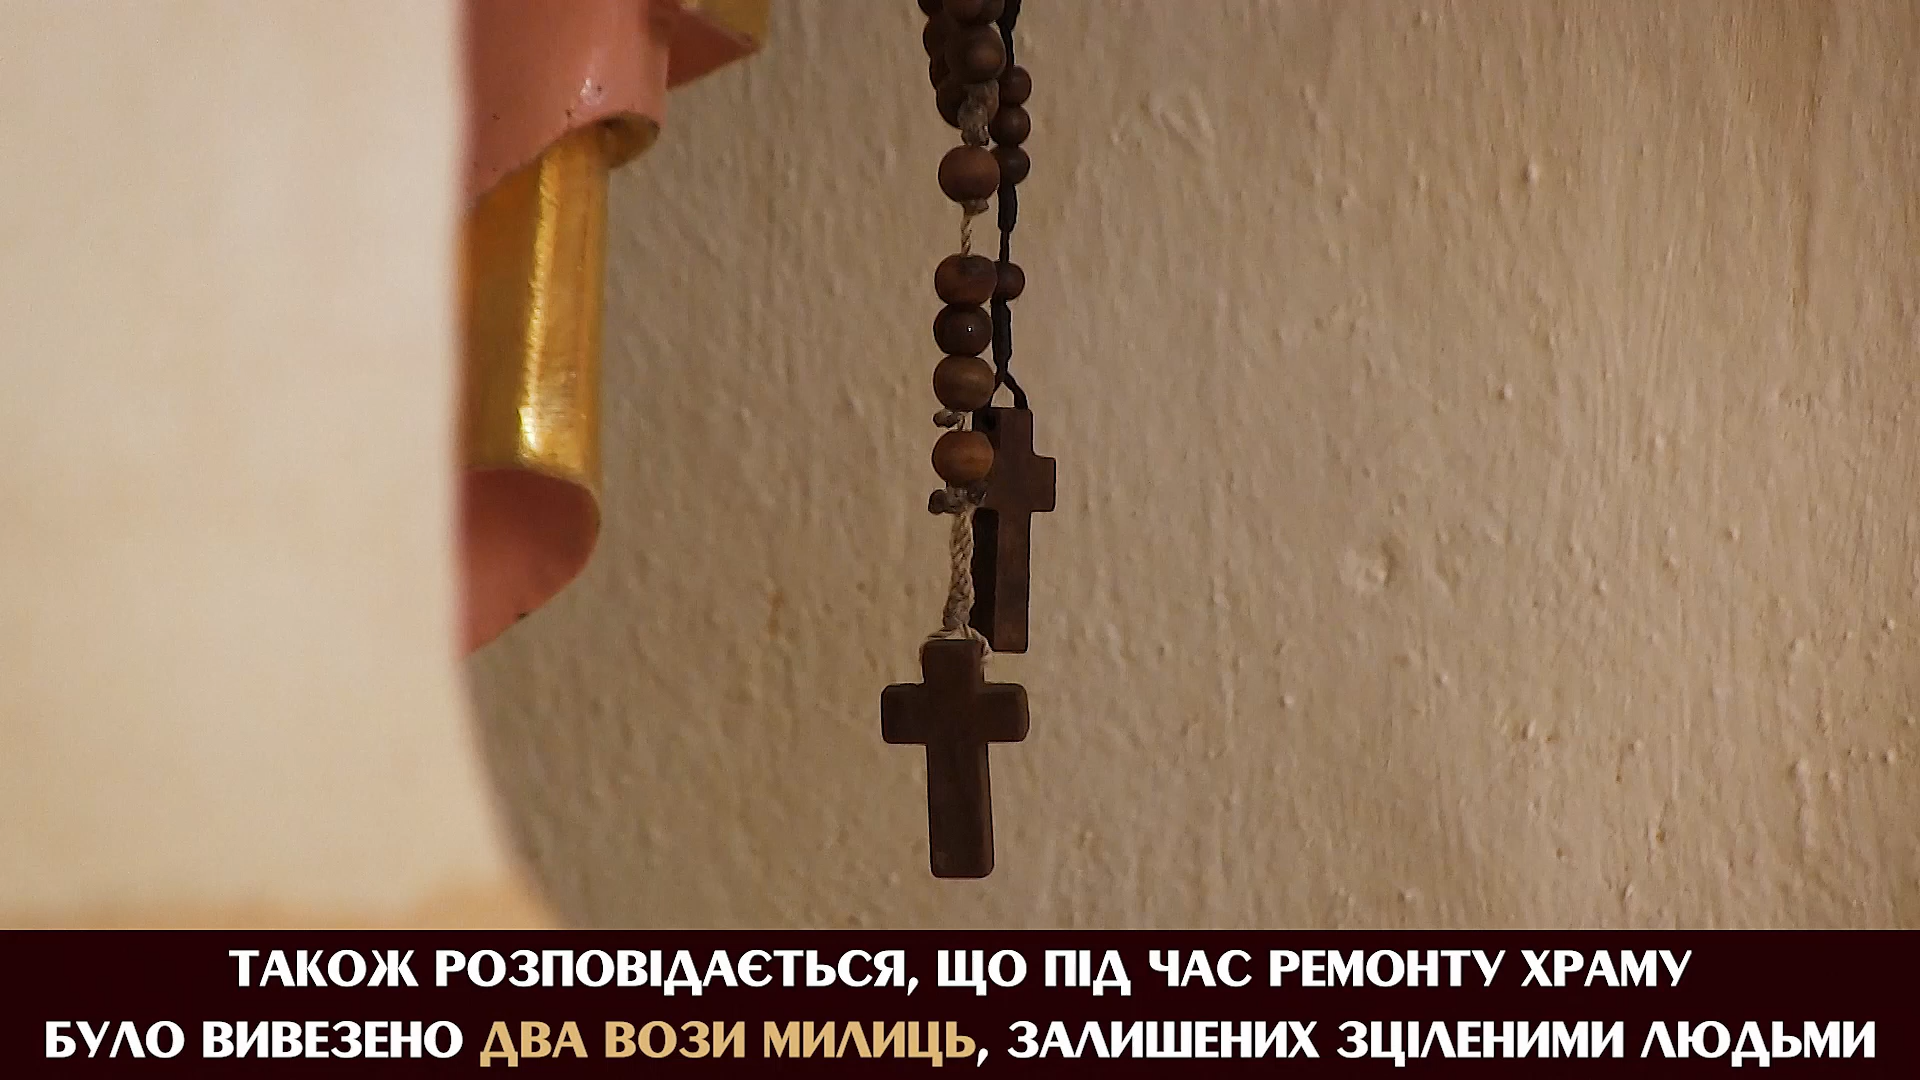 ТАКОЖ РОЗПОВІДАЄТЬСЯ, ЩО ПІД ЧАС РЕМОНТУ ХРАМУ
БУЛО ВИВЕЗЕНО ДВА ВОЗИ МИЛИЦЬ, ЗАЛИШЕНИХ ЗЦІЛЕНИМИ ЛЮДЬМИ